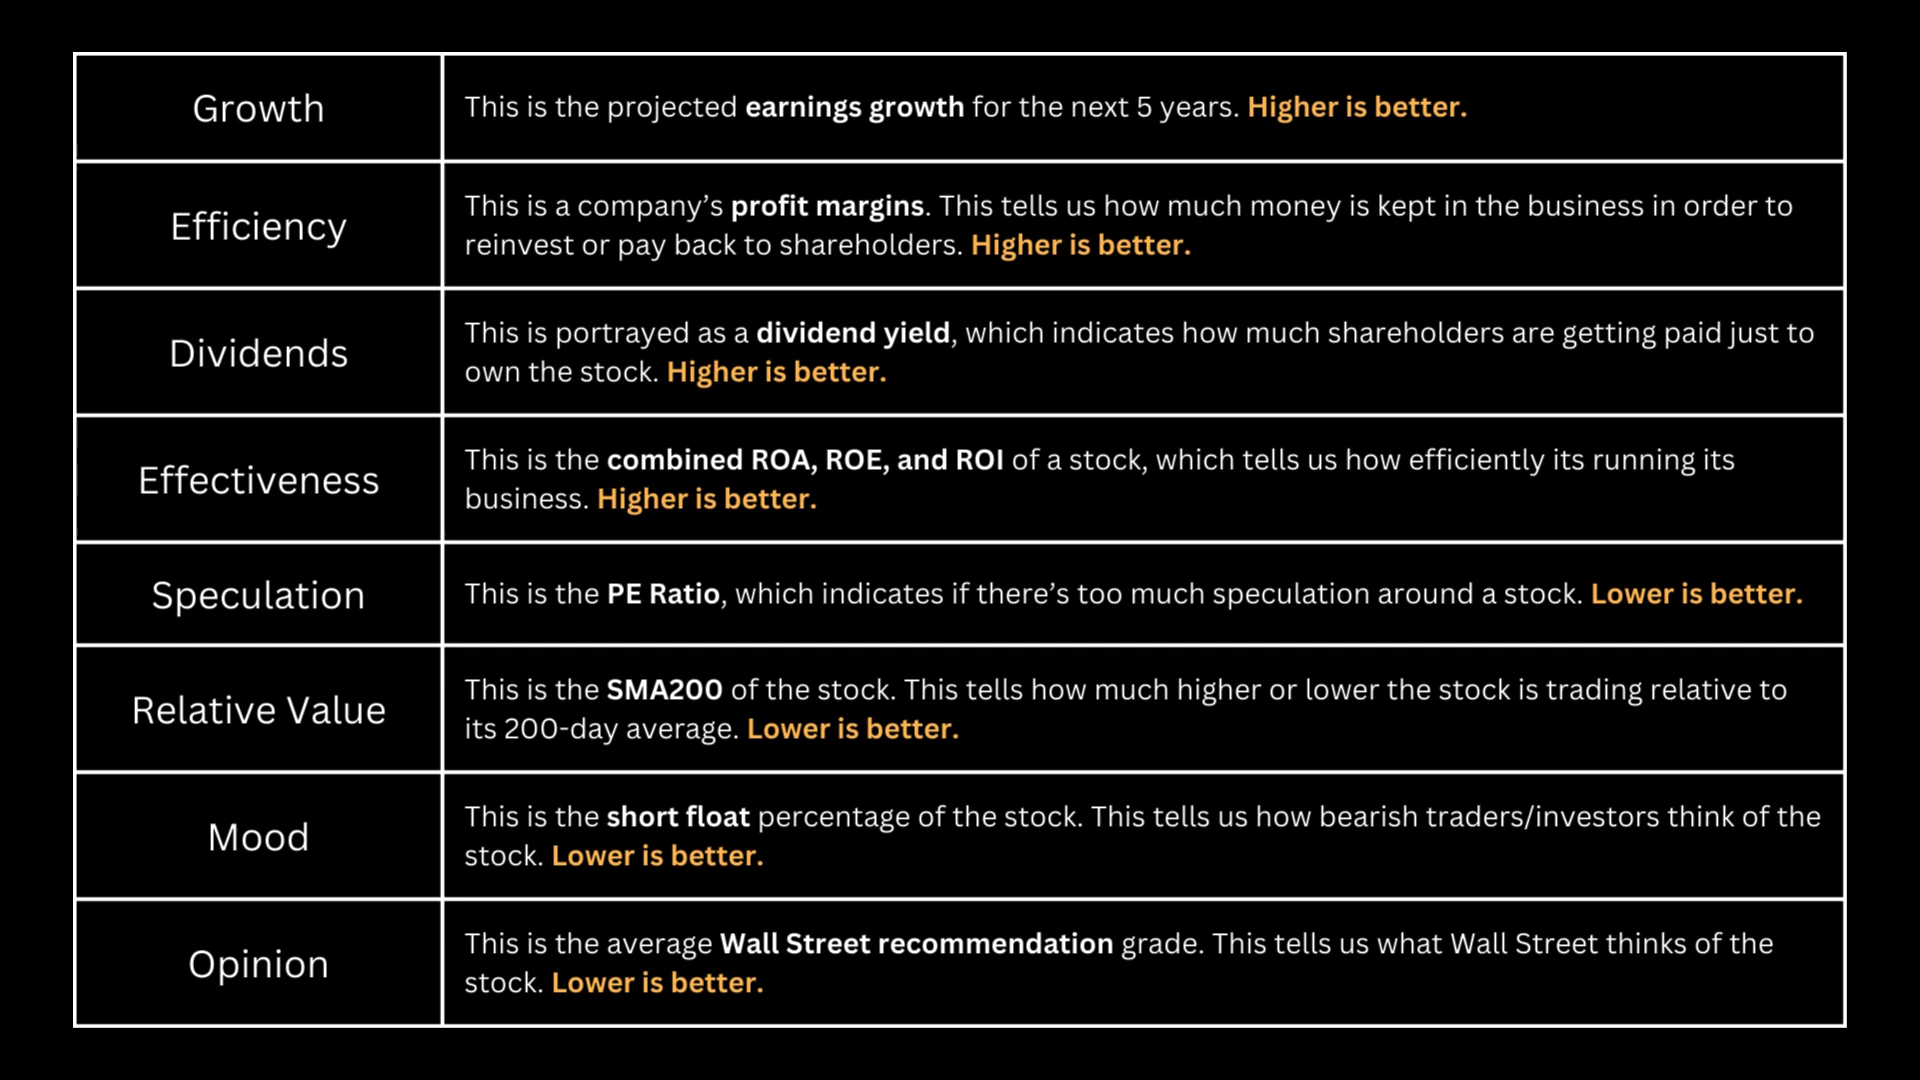 Growth
This is the projected earnings growth for the next 5 years. Higher is better.
Efficiency
This is a company’s profit margins. This tells us how much money is kept in the business in order to
reinvest or pay back to shareholders. Higher is better.
Dividends
This is portrayed as a dividend yield, which indicates how much shareholders are getting paid just to
own the stock. Higher is better.
Effectiveness
This is the combined ROA, ROE, and ROI of a stock, which tells us how efficiently its running its
business. Higher is better.
Speculation
This is the PE Ratio, which indicates if there’s too much speculation around a stock. Lower is better.
Relative Value
This is the SMA200 of the stock. This tells how much higher or lower the stock is trading relative to
its 200-day average. Lower is better.
Mood
This is the short float percentage of the stock. This tells us how bearish traders/investors think of the
stock. Lower is better.
Opinion
This is the average Wall Street recommendation grade. This tells us what Wall Street thinks of the
stock. Lower is better.